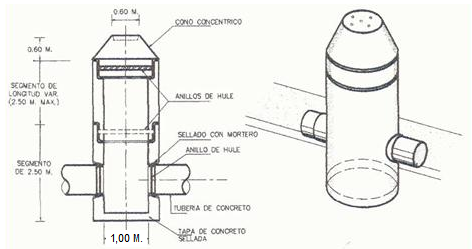 0.60 M.
CONO CONCENTRICO
0.60 M.
SEGMENTO DE
LONGITUD VAR.
(2.50 M. MAX.)
ANILLOS DE HULE
SELLADO CON MORTERO
ANILLO DE HULE
SEGMENTO
DE 2.50 M.
TUBERIA DE CONCRETO
TAPA DE CONCRETO
SELLADA
1,00 M.